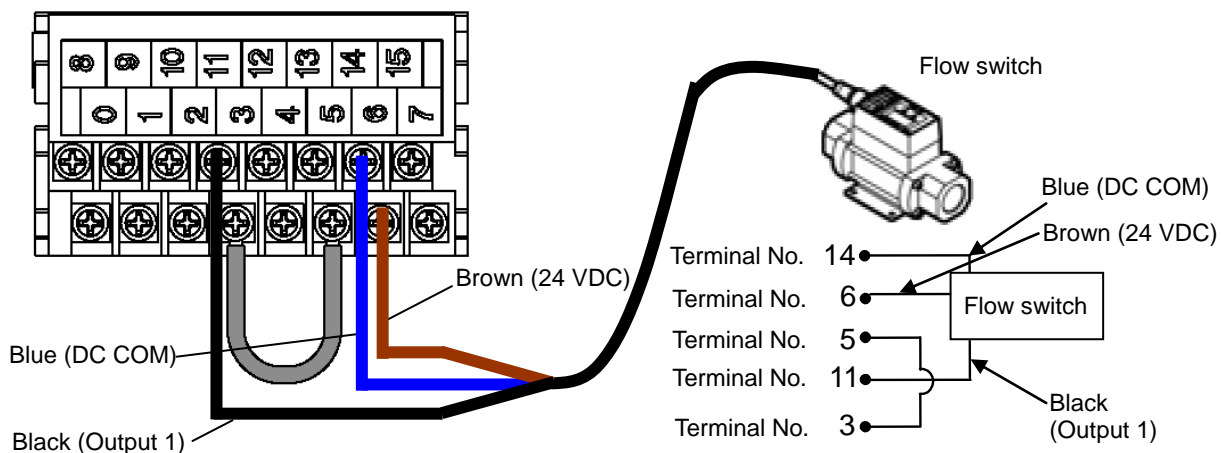 8 9 10 11 12 13 14 15
0 1 2 3 4 5 6 7
Flow switch
Blue (DC COM)
Brown (24 VDC)
Terminal No. 14
Terminal No. 6
Flow switch
Terminal No. 5
Terminal No. 11
Terminal No. 3
Black
(Output 1)
Brown (24 VDC)
Blue (DC COM)
Black (Output 1)